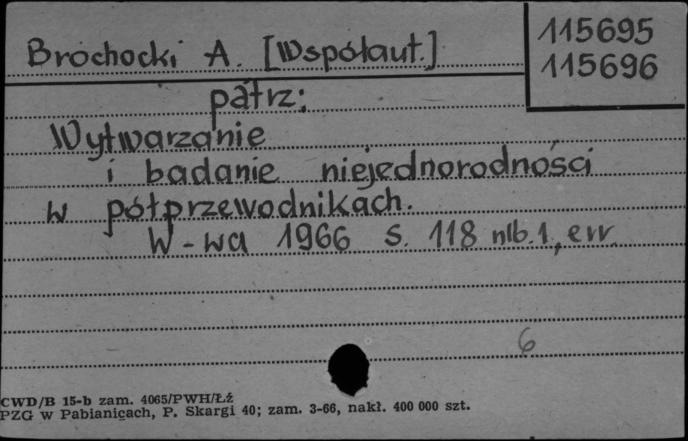 Brochocki A. [Współaut.]
115695
115696
patrz:
Wytwarzanie
i badanie niejednorodności
w półprzewodnikach.
W-wa 1966 s. 118 nlb. 1, err.
6
CWD/B 15-b zam. 4065/PWH/Łź
PZG w Pabianicach, P. Skargi 40; zam. 3-66, nakł. 400 000 szt.